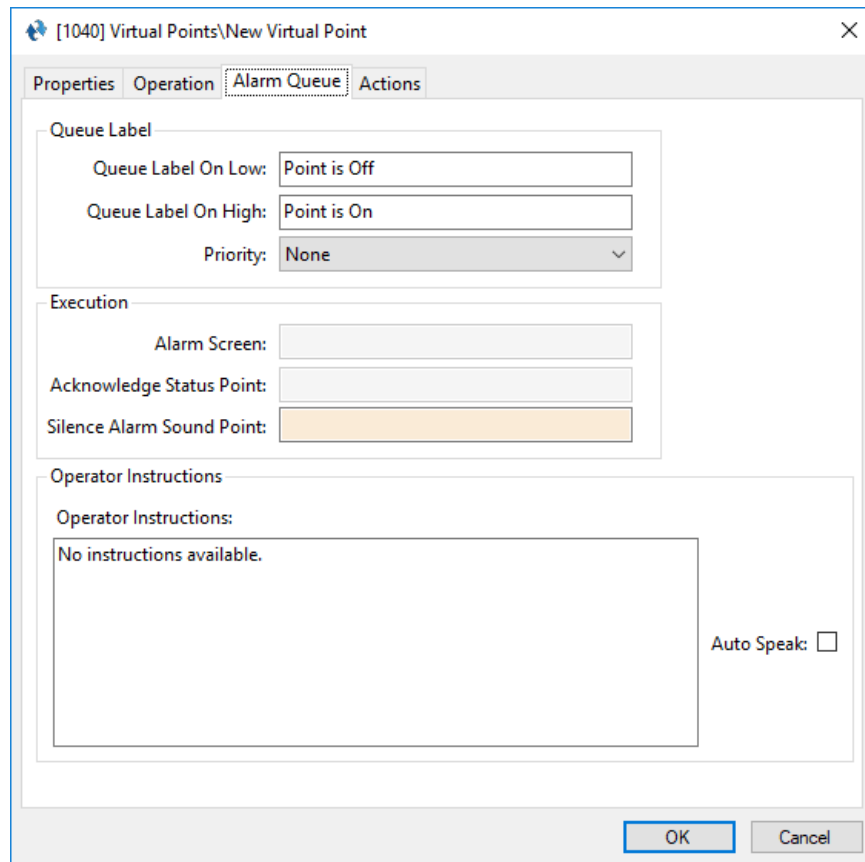 [1040] Virtual Points\New Virtual Point
Properties Operation Alarm Queue Actions
Queue Label
Queue Label On Low: Point is Off
Queue Label On High: Point is On
Priority: None
Execution
Alarm Screen:
Acknowledge Status Point:
Silence Alarm Sound Point:
Operator Instructions
Operator Instructions:
No instructions available.
Auto Speak:
OK Cancel